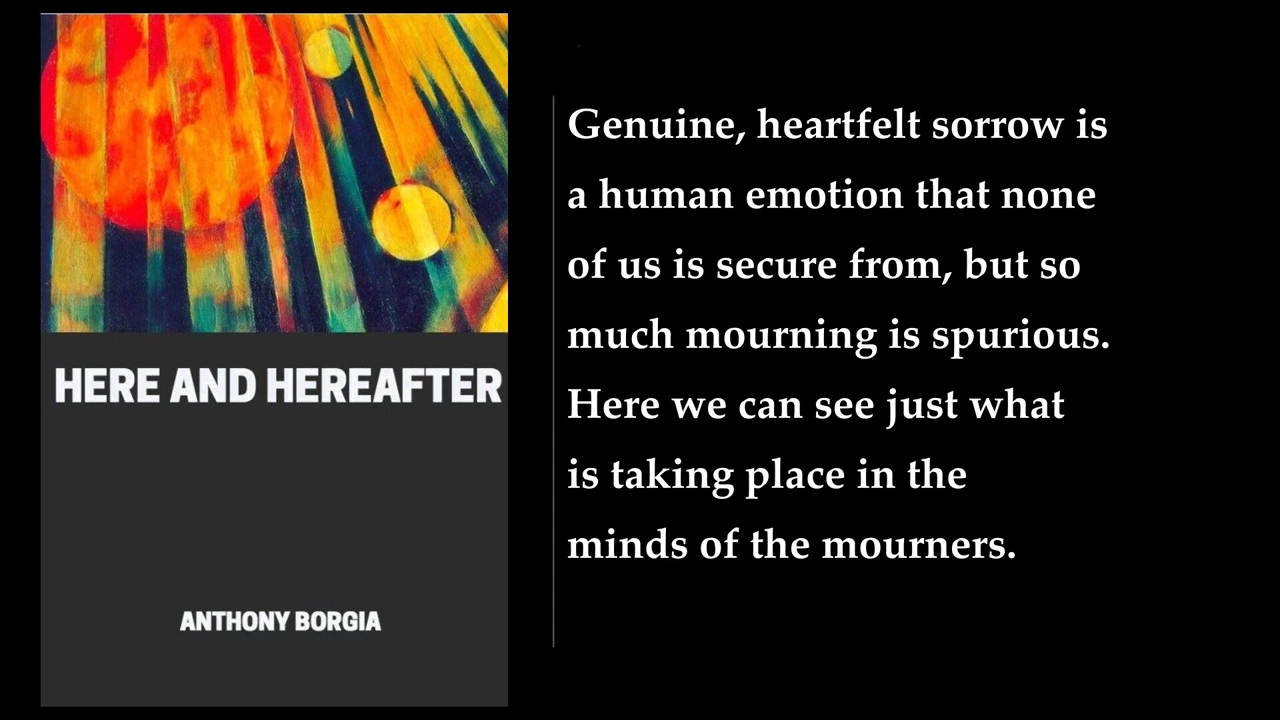 HERE AND HEREAFTER
ANTHONY BORGIA
Genuine, heartfelt sorrow is
a human emotion that none
of us is secure from, but so
much mourning is spurious.
Here we can see just what
is taking place in the
minds of the mourners.